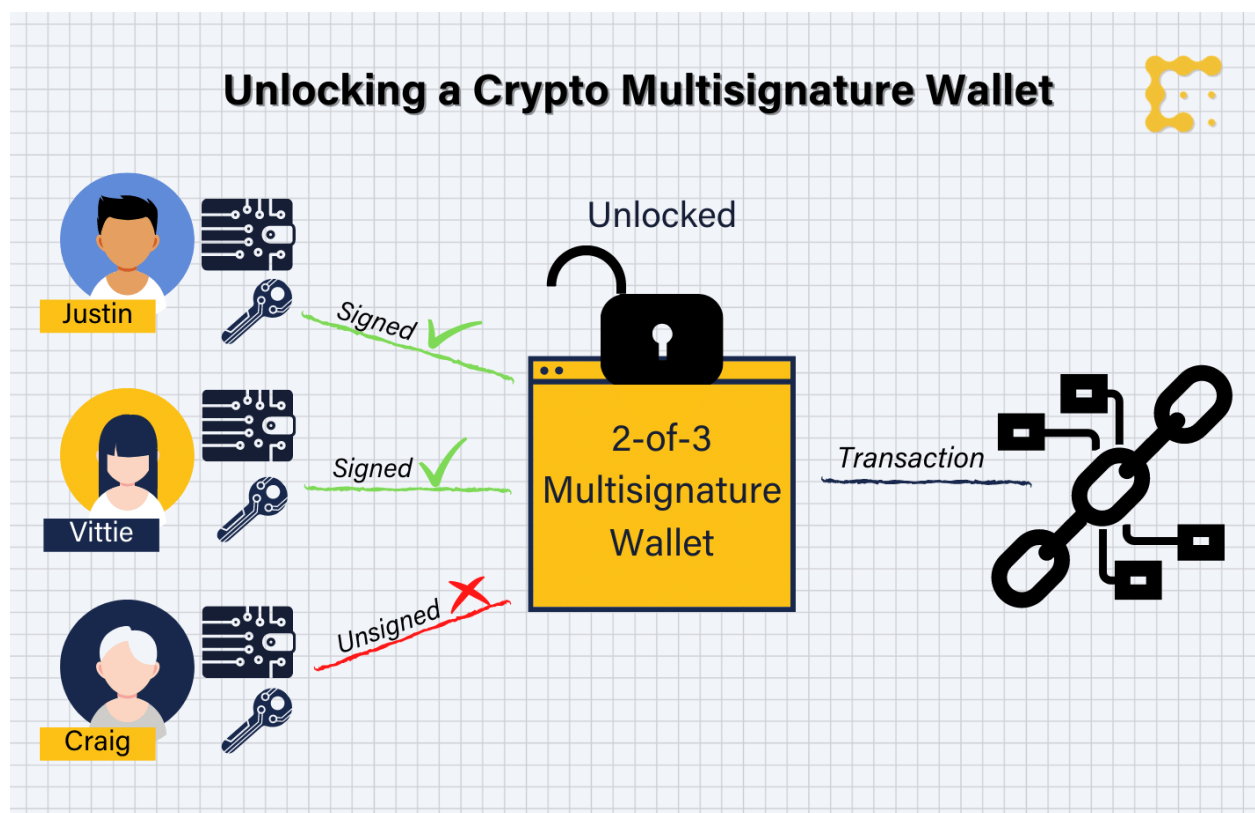 Unlocking a Crypto Multisignature Wallet
Unlocked
Justin
Signed
Vittie
Signed
Craig
Unsigned
2-of-3
Multisignature
Wallet
Transaction